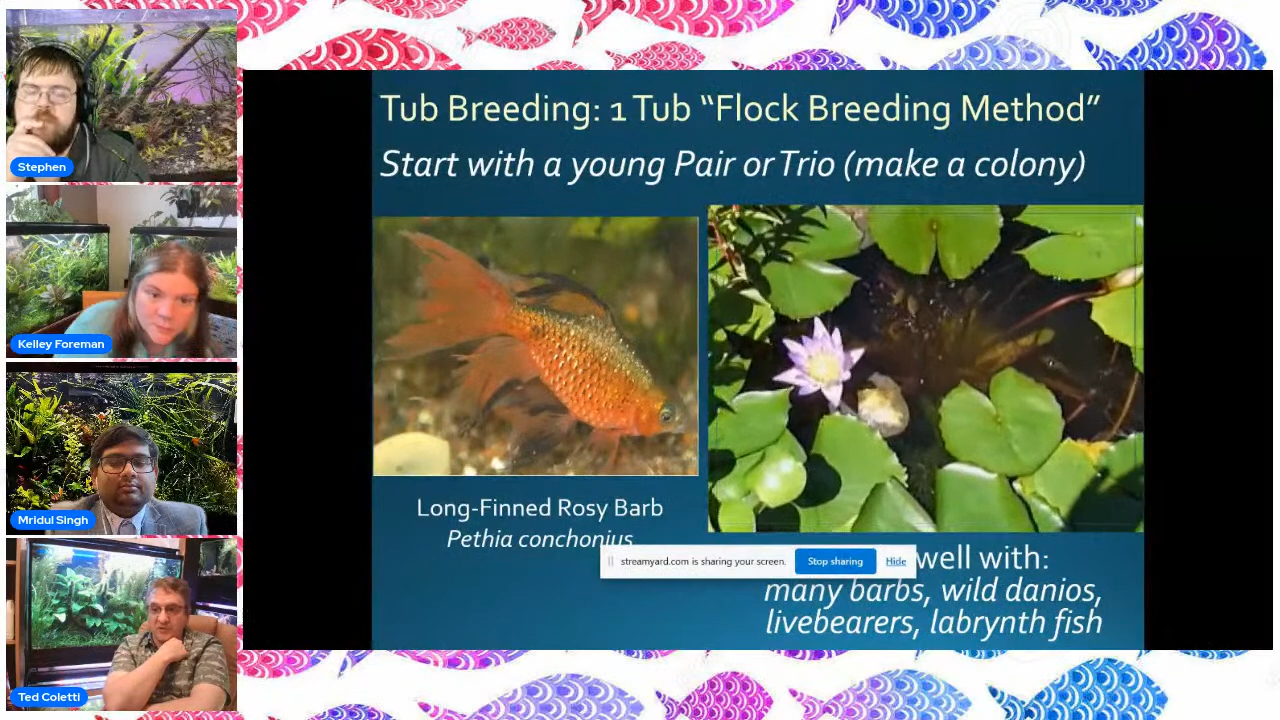 Stephen
Kelley Foreman
Mridul Singh
Ted Coletti
Tub Breeding: 1 Tub “Flock Breeding Method”
Start with a young Pair or Trio (make a colony)
Long-Finned Rosy Barb
Pethia conchonius
streamyard.com is sharing your screen.
Stop sharing
Hide
well with:
many barbs, wild danios,
livebearers, labrynth fish